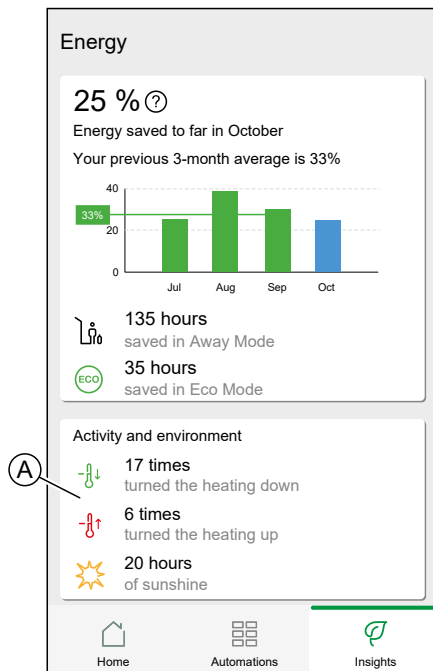 Energy
25 % ?
Energy saved to far in October
Your previous 3-month average is 33%
40
33%
20
0
Jul Aug Sep Oct
135 hours
saved in Away Mode
ECO
35 hours
saved in Eco Mode
Activity and environment
A
17 times
turned the heating down
6 times
turned the heating up
20 hours
of sunshine
Home Automations Insights